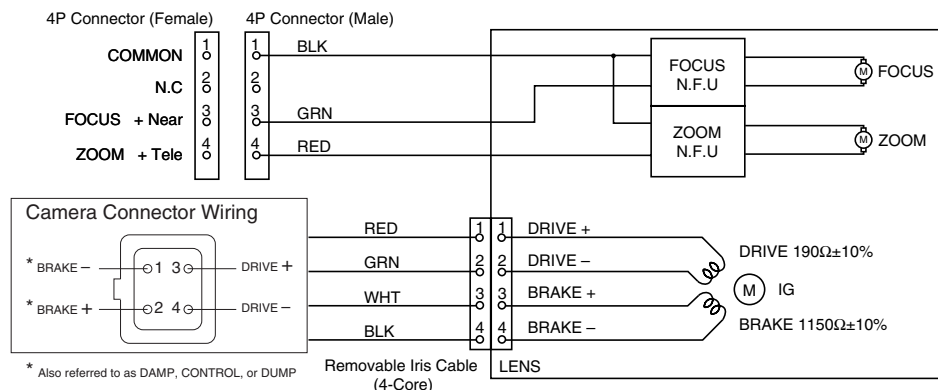 4P Connector (Female)
4P Connector (Male)
COMMON 1 1 BLK
N.C 2 2
FOCUS + Near 3 3 GRN
ZOOM + Tele 4 4 RED
FOCUS
N.F.U
M FOCUS
ZOOM
N.F.U
M ZOOM
Camera Connector Wiring
* BRAKE – 1 3 DRIVE +
* BRAKE + 2 4 DRIVE –
* Also referred to as DAMP, CONTROL, or DUMP
RED 1 1 DRIVE +
GRN 2 2 DRIVE –
WHT 3 3 BRAKE +
BLK 4 4 BRAKE –
DRIVE 190Ω±10%
M IG
BRAKE 1150Ω±10%
Removable Iris Cable
(4-Core)
LENS